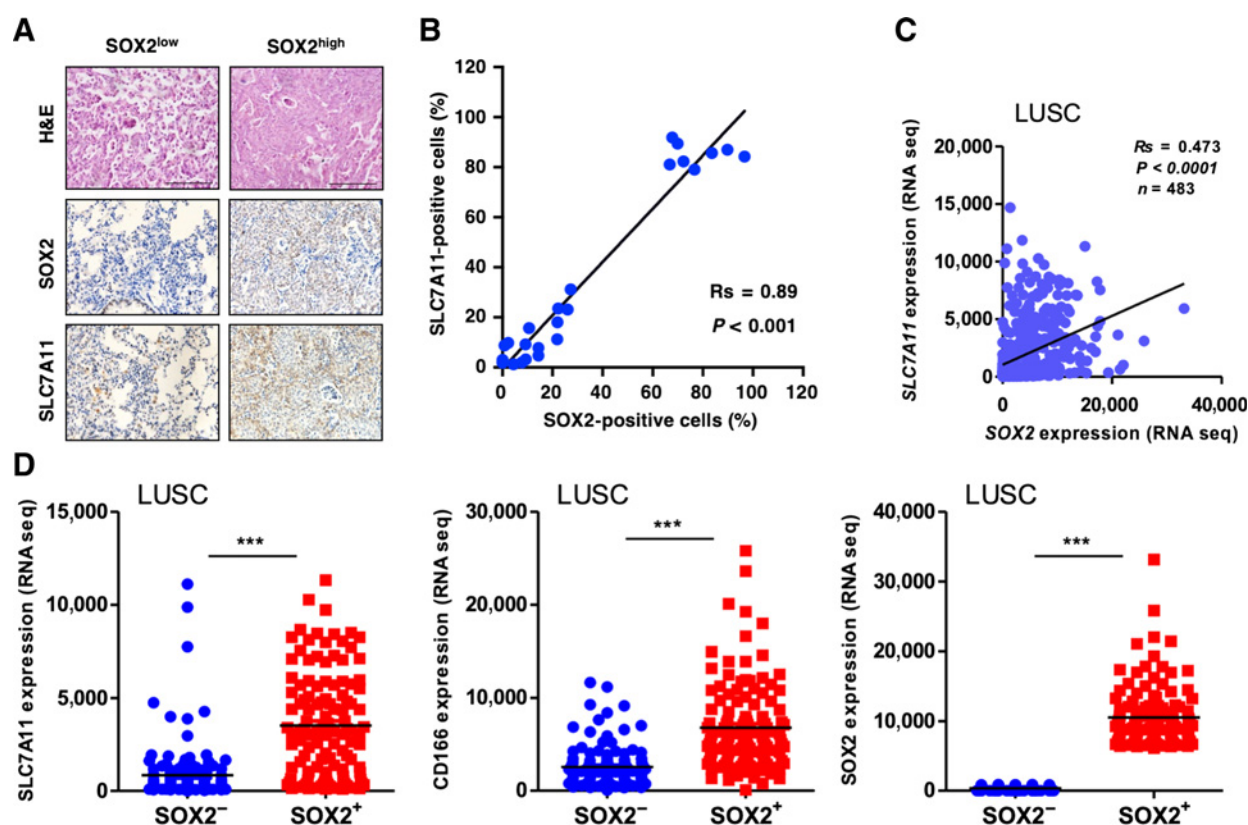 A
SOX2low
SOX2high
H&E
SOX2
SLC7A11
B
120
100
80
60
40
20
0
0 20 40 60 80 100 120
SLC7A11-positive cells (%)
SOX2-positive cells (%)
Rs = 0.89
P < 0.001
C
LUSC
Rs = 0.473
P < 0.0001
n = 483
20,000
15,000
10,000
5,000
0
0 20,000 40,000
SLC7A11 expression (RNA seq)
SOX2 expression (RNA seq)
D
LUSC
***
15,000
10,000
5,000
0
SLC7A11 expression (RNA seq)
SOX2− SOX2+
LUSC
***
30,000
20,000
10,000
0
CD166 expression (RNA seq)
SOX2− SOX2+
LUSC
***
40,000
30,000
20,000
10,000
0
SOX2 expression (RNA seq)
SOX2− SOX2+